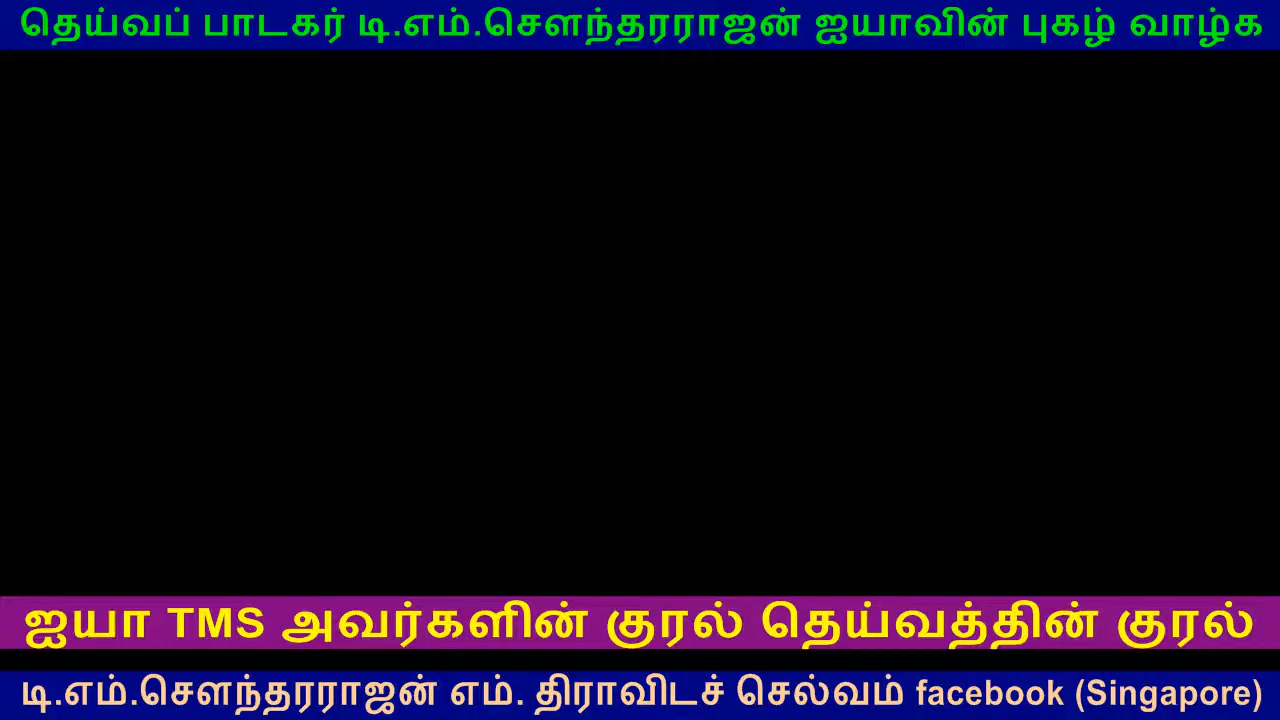 தெய்வப் பாடகர் டி.எம்.சௌந்தரராஜன் ஐயாவின் புகழ் வாழ்க
ஐயா TMS அவர்களின் குரல் தெய்வத்தின் குரல்
டி.எம்.சௌந்தரராஜன் எம். திராவிடச் செல்வம் facebook (Singapore)